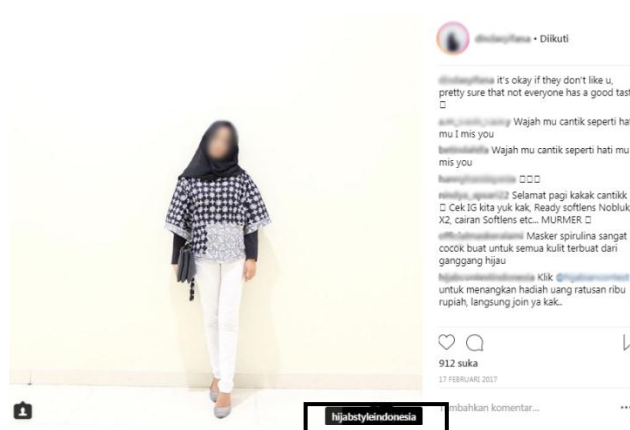 • Diikuti
it's okay if they don't like u,
pretty sure that not everyone has a good tast
Wajah mu cantik seperti hat
mu I mis you
Wajah mu cantik seperti hati mu
mis you
Selamat pagi kakak cantikk
Cek IG kita yuk kak, Ready softlens Nobluk
X2, cairan Softlens etc... MURMER
Masker spirulina sangat
cocok buat untuk semua kulit terbuat dari
ganggang hijau
Klik
untuk menangkan hadiah uang ratusan ribu
rupiah, langsung join ya kak..
912 suka
17 FEBRUARI 2017
mbahkan komentar...
hijabstyleindonesia